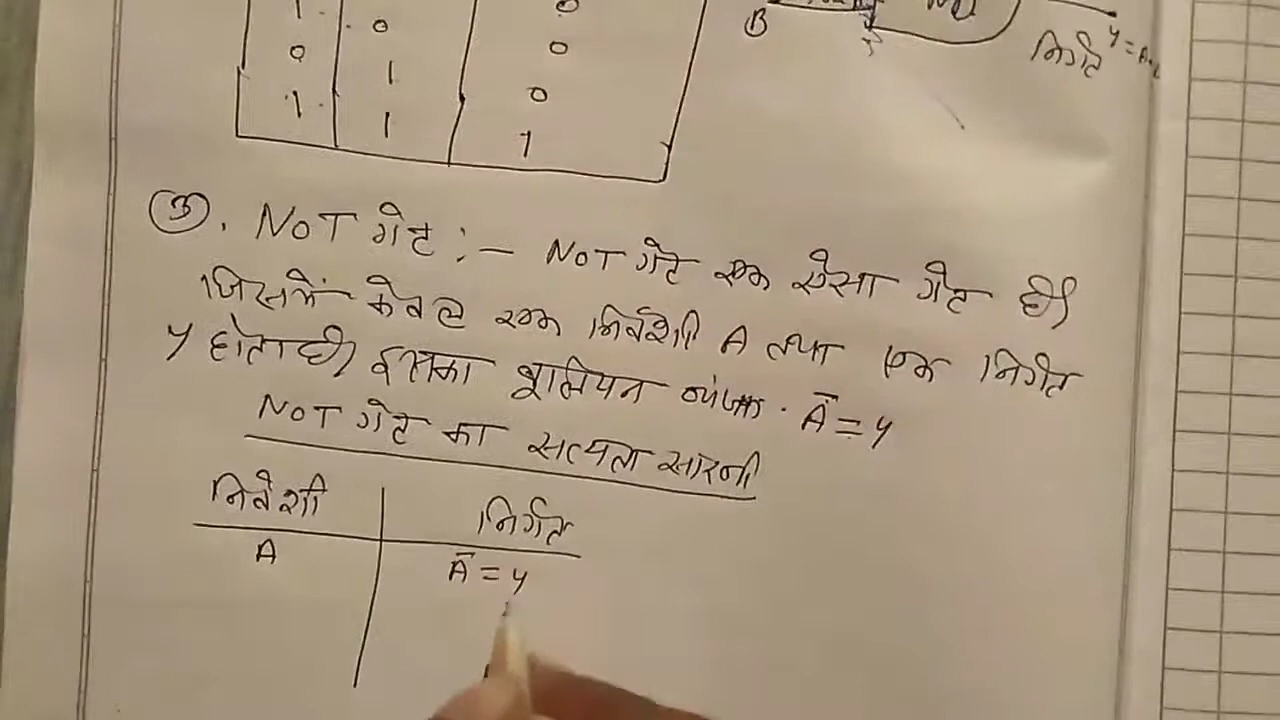 1 0 0
0 1 0
1 1 1
B
निर्गत y = A.
③. NOT गेट :- NOT गेट एक ऐसा गेट है।
जिसमें केवल एक निवेशी A तथा एक निर्गत
y होता है। इसका बूलियन व्यंजक. Ā = y
NOT गेट का सत्यता सारनी
निवेशी निर्गत
A Ā = y